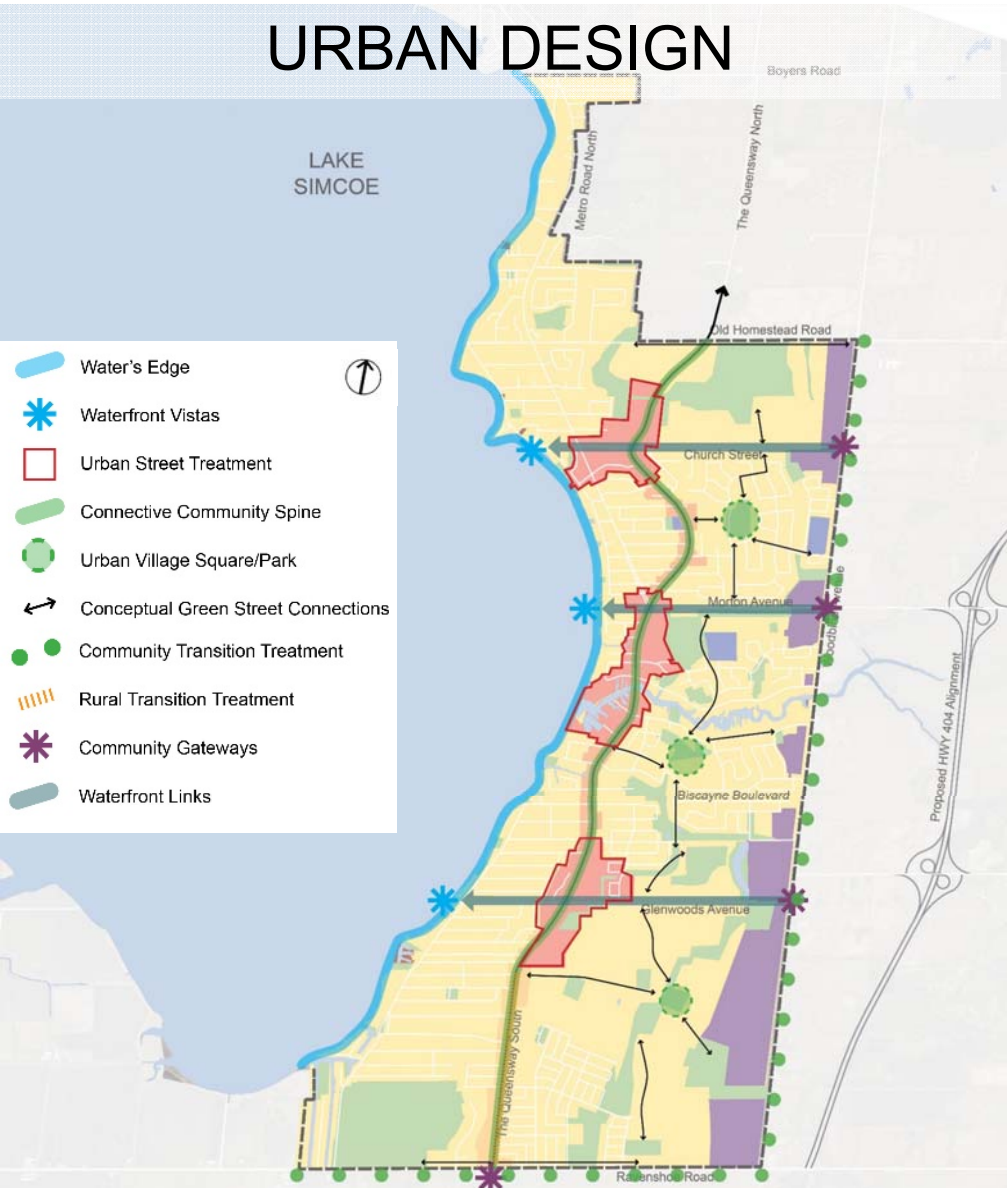 URBAN DESIGN
Boyers Road
LAKE
SIMCOE
Metro Road North
The Queensway North
Old Homestead Road
Water's Edge
Waterfront Vistas
Urban Street Treatment
Connective Community Spine
Urban Village Square/Park
Conceptual Green Street Connections
Community Transition Treatment
Rural Transition Treatment
Community Gateways
Waterfront Links
Church Street
Morton Avenue
Biscayne Boulevard
Proposed HWY 404 Alignment
Glenwoods Avenue
The Queensway South
Ravenshoe Road